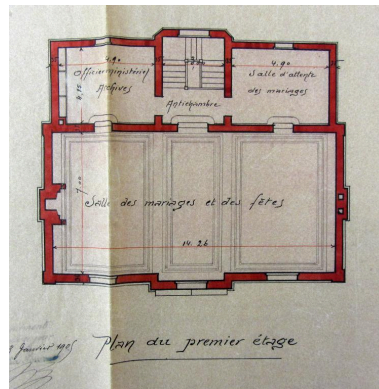 4.90
4.90
Officier ministériel
Archives
Salle d'attente
des mariages
Antichambre
7.00
Salle des mariages et des fêtes
14.26
Janvier 1905
Plan du premier étage